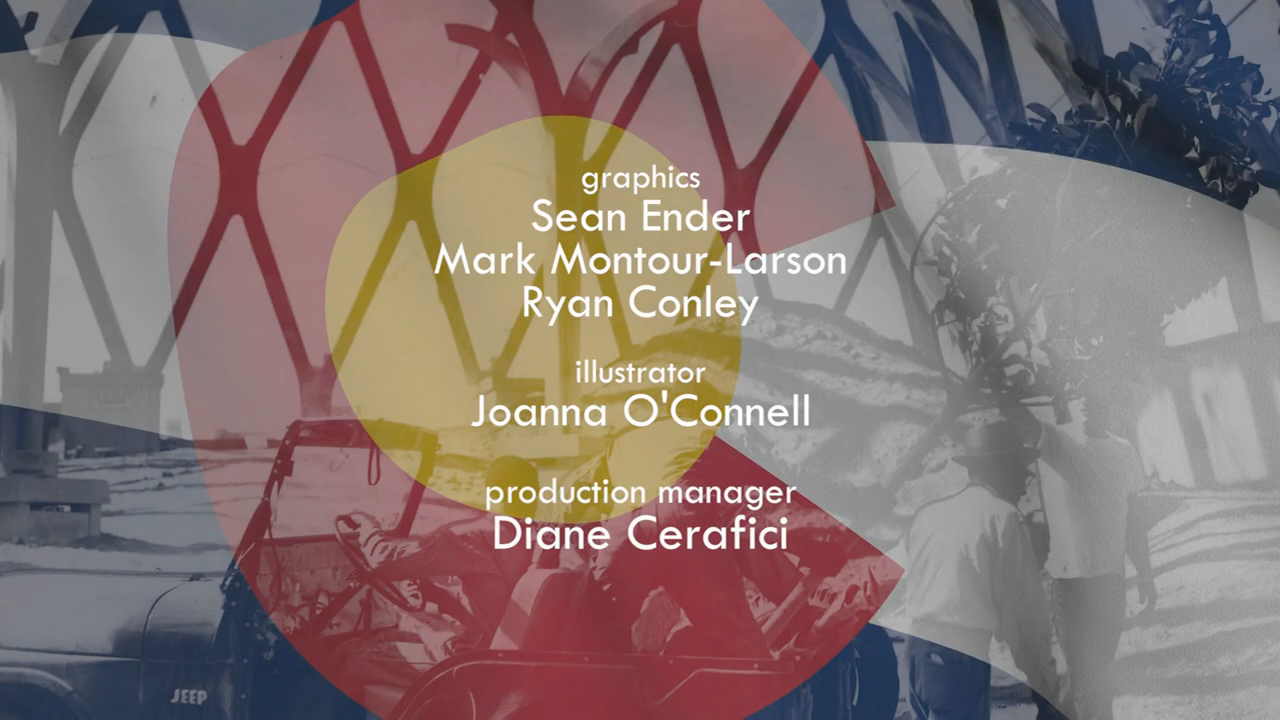 graphics
Sean Ender
Mark Montour-Larson
Ryan Conley
illustrator
Joanna O'Connell
production manager
Diane Cerafici
JEEP